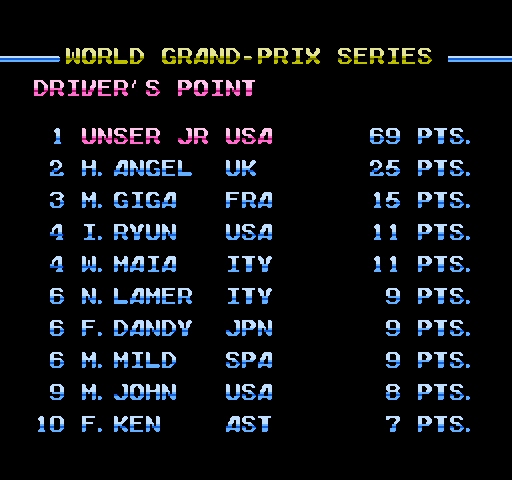 WORLD GRAND-PRIX SERIES
DRIVER'S POINT
1 UNSER JR USA 69 PTS.
2 H. ANGEL UK 25 PTS.
3 M. GIGA FRA 15 PTS.
4 I. RYUN USA 11 PTS.
4 W. MAIA ITY 11 PTS.
6 N. LAMER ITY 9 PTS.
6 F. DANDY JPN 9 PTS.
6 M. MILD SPA 9 PTS.
9 M. JOHN USA 8 PTS.
10 F. KEN AST 7 PTS.